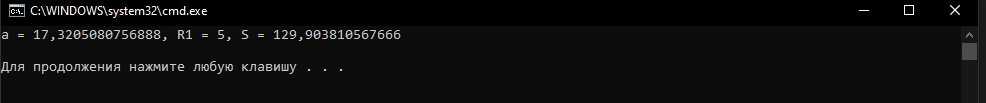 C:\WINDOWS\system32\cmd.exe
a = 17,3205080756888, R1 = 5, S = 129,903810567666
Для продолжения нажмите любую клавишу . . .